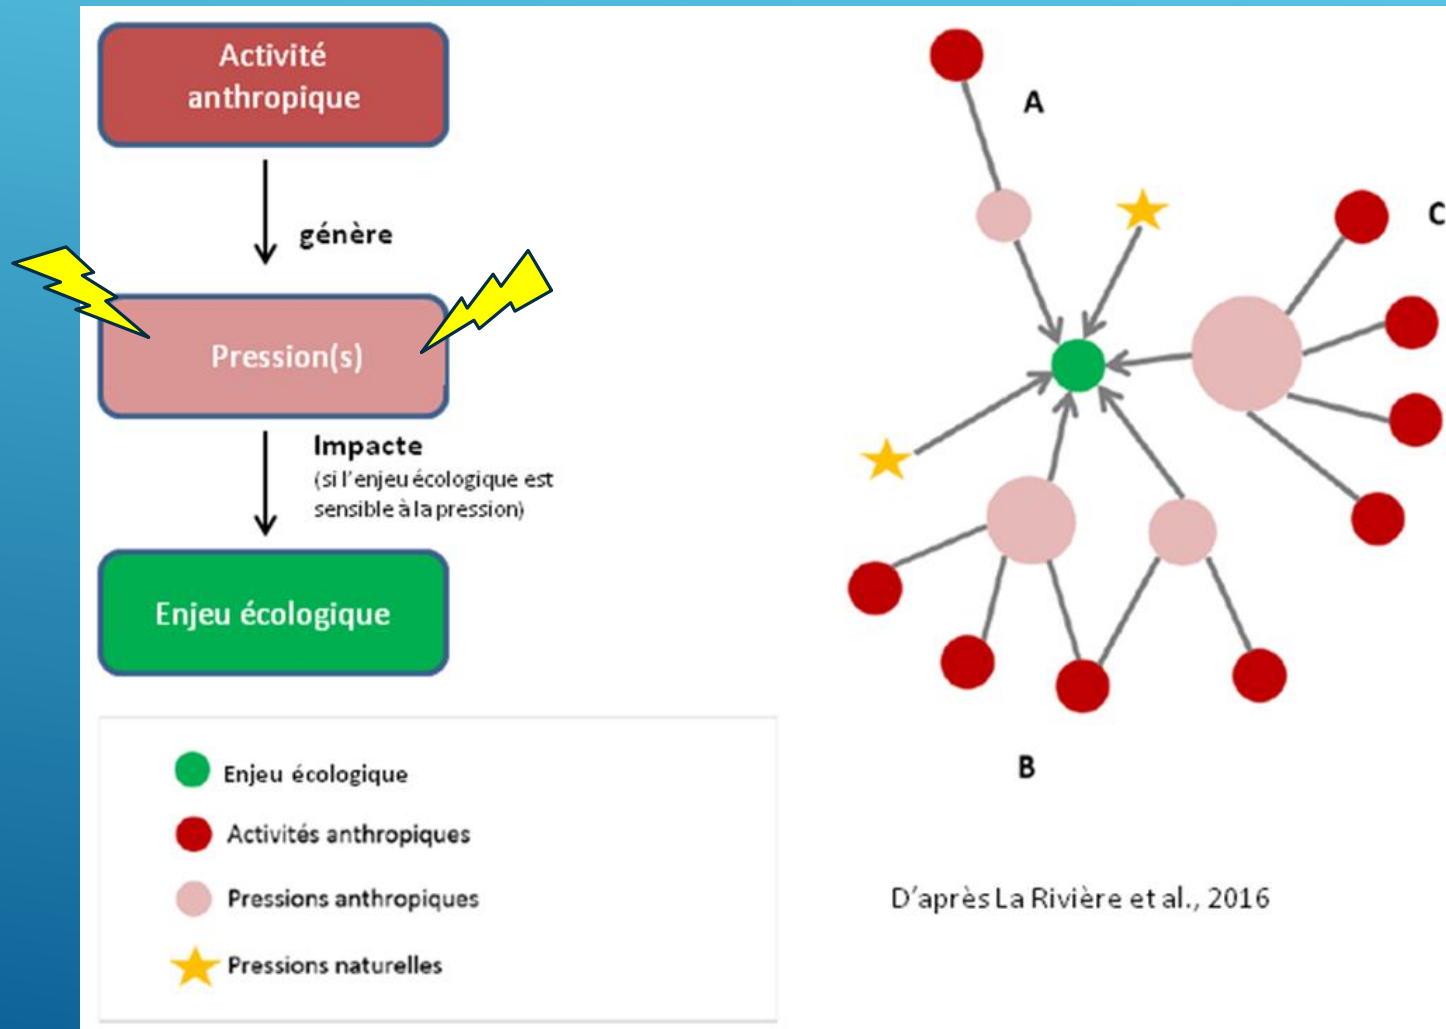 Activité
anthropique
génère
Pression(s)
Impacte
(si l'enjeu écologique est
sensible à la pression)
Enjeu écologique
Enjeu écologique
Activités anthropiques
Pressions anthropiques
Pressions naturelles
A
C
B
D'après La Rivière et al., 2016